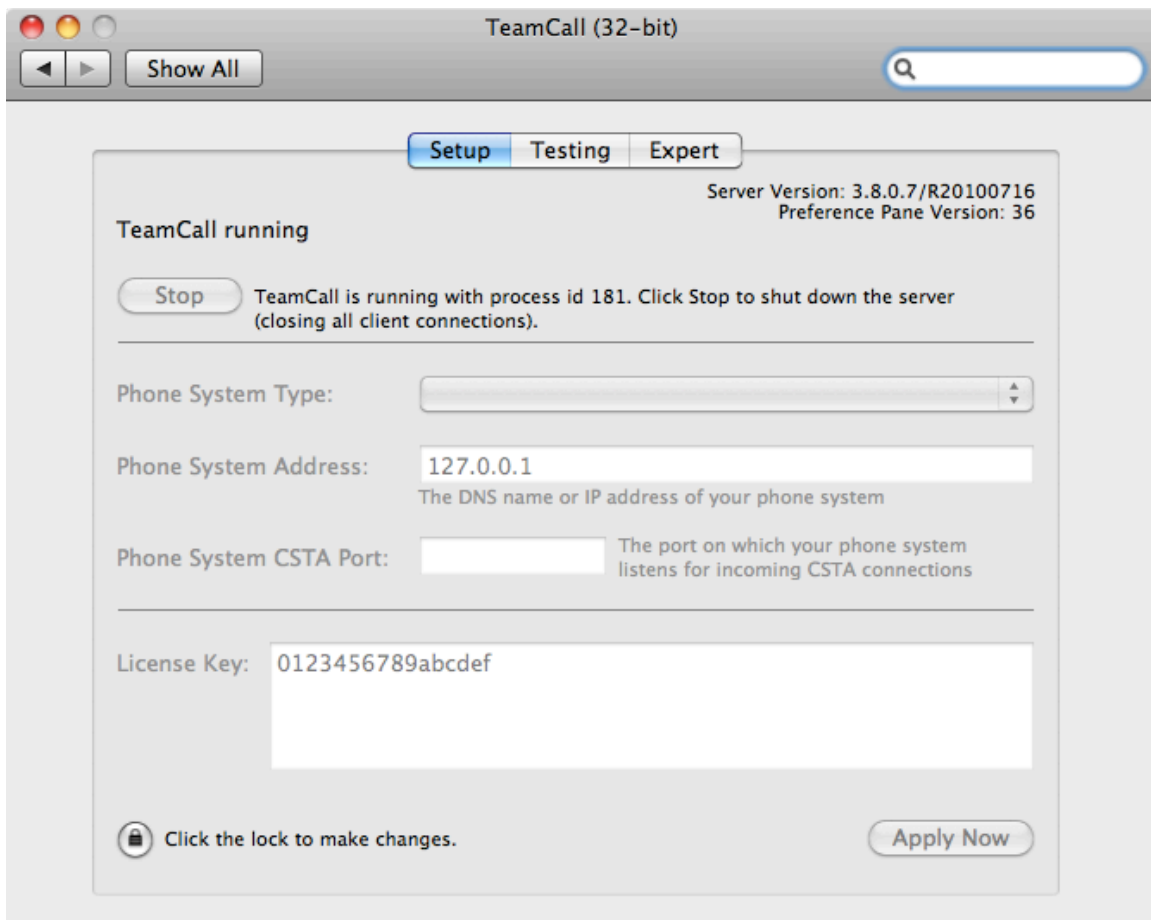 TeamCall (32-bit)
Show All
Setup Testing Expert
Server Version: 3.8.0.7/R20100716
Preference Pane Version: 36
TeamCall running
Stop
TeamCall is running with process id 181. Click Stop to shut down the server
(closing all client connections).
Phone System Type:
Phone System Address: 127.0.0.1
The DNS name or IP address of your phone system
Phone System CSTA Port:
The port on which your phone system
listens for incoming CSTA connections
License Key: 0123456789abcdef
Click the lock to make changes.
Apply Now